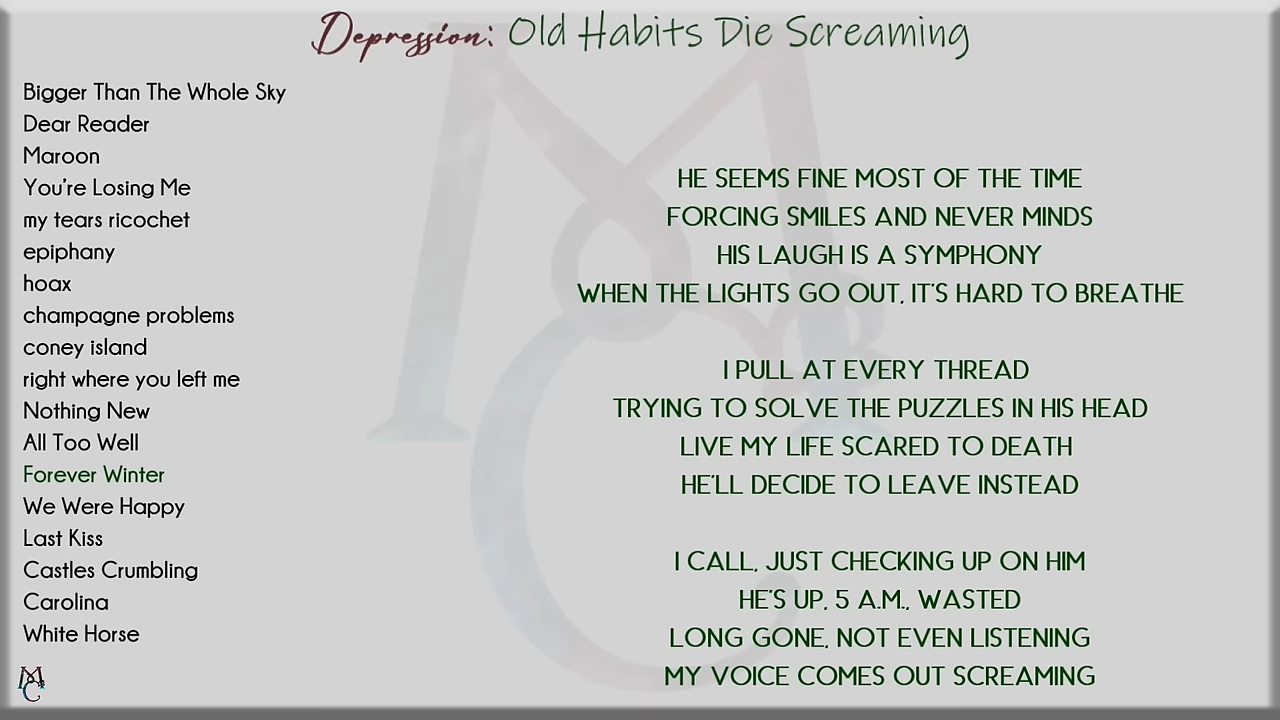 Depression: Old Habits Die Screaming
Bigger Than The Whole Sky
Dear Reader
Maroon
You're Losing Me
my tears ricochet
epiphany
hoax
champagne problems
coney island
right where you left me
Nothing New
All Too Well
Forever Winter
We Were Happy
Last Kiss
Castles Crumbling
Carolina
White Horse
HE SEEMS FINE MOST OF THE TIME
FORCING SMILES AND NEVER MINDS
HIS LAUGH IS A SYMPHONY
WHEN THE LIGHTS GO OUT, IT'S HARD TO BREATHE
I PULL AT EVERY THREAD
TRYING TO SOLVE THE PUZZLES IN HIS HEAD
LIVE MY LIFE SCARED TO DEATH
HE'LL DECIDE TO LEAVE INSTEAD
I CALL, JUST CHECKING UP ON HIM
HE'S UP, 5 A.M., WASTED
LONG GONE, NOT EVEN LISTENING
MY VOICE COMES OUT SCREAMING